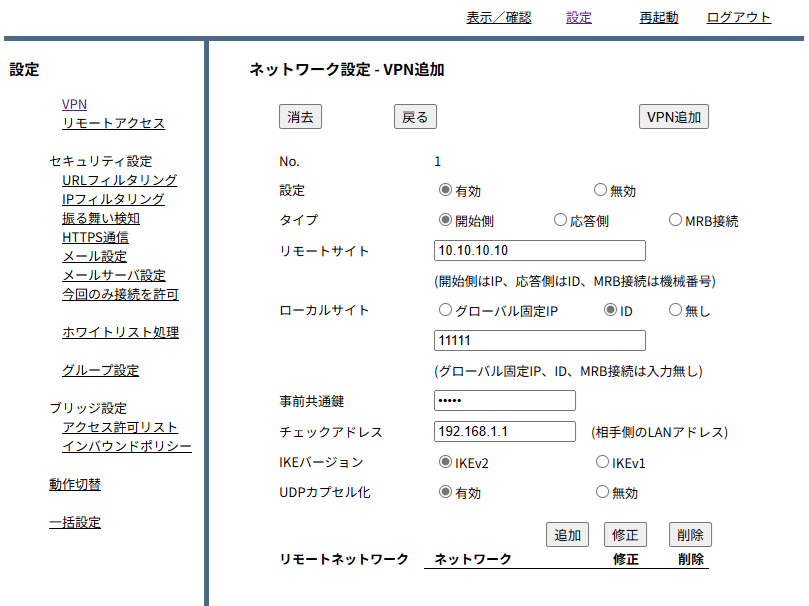 表示／確認 設定 再起動 ログアウト
設定
VPN
リモートアクセス
セキュリティ設定
URLフィルタリング
IPフィルタリング
振る舞い検知
HTTPS通信
メール設定
メールサーバ設定
今回のみ接続を許可
ホワイトリスト処理
グループ設定
ブリッジ設定
アクセス許可リスト
インバウンドポリシー
動作切替
一括設定
ネットワーク設定 - VPN追加
消去 戻る VPN追加
No. 1
設定 有効 無効
タイプ 開始側 応答側 MRB接続
リモートサイト 10.10.10.10
(開始側はIP、応答側はID、MRB接続は機械番号)
ローカルサイト グローバル固定IP ID 無し
11111
(グローバル固定IP、ID、MRB接続は入力無し)
事前共通鍵 •••••
チェックアドレス 192.168.1.1 (相手側のLANアドレス)
IKEバージョン IKEv2 IKEv1
UDPカプセル化 有効 無効
追加 修正 削除
リモートネットワーク ネットワーク 修正 削除